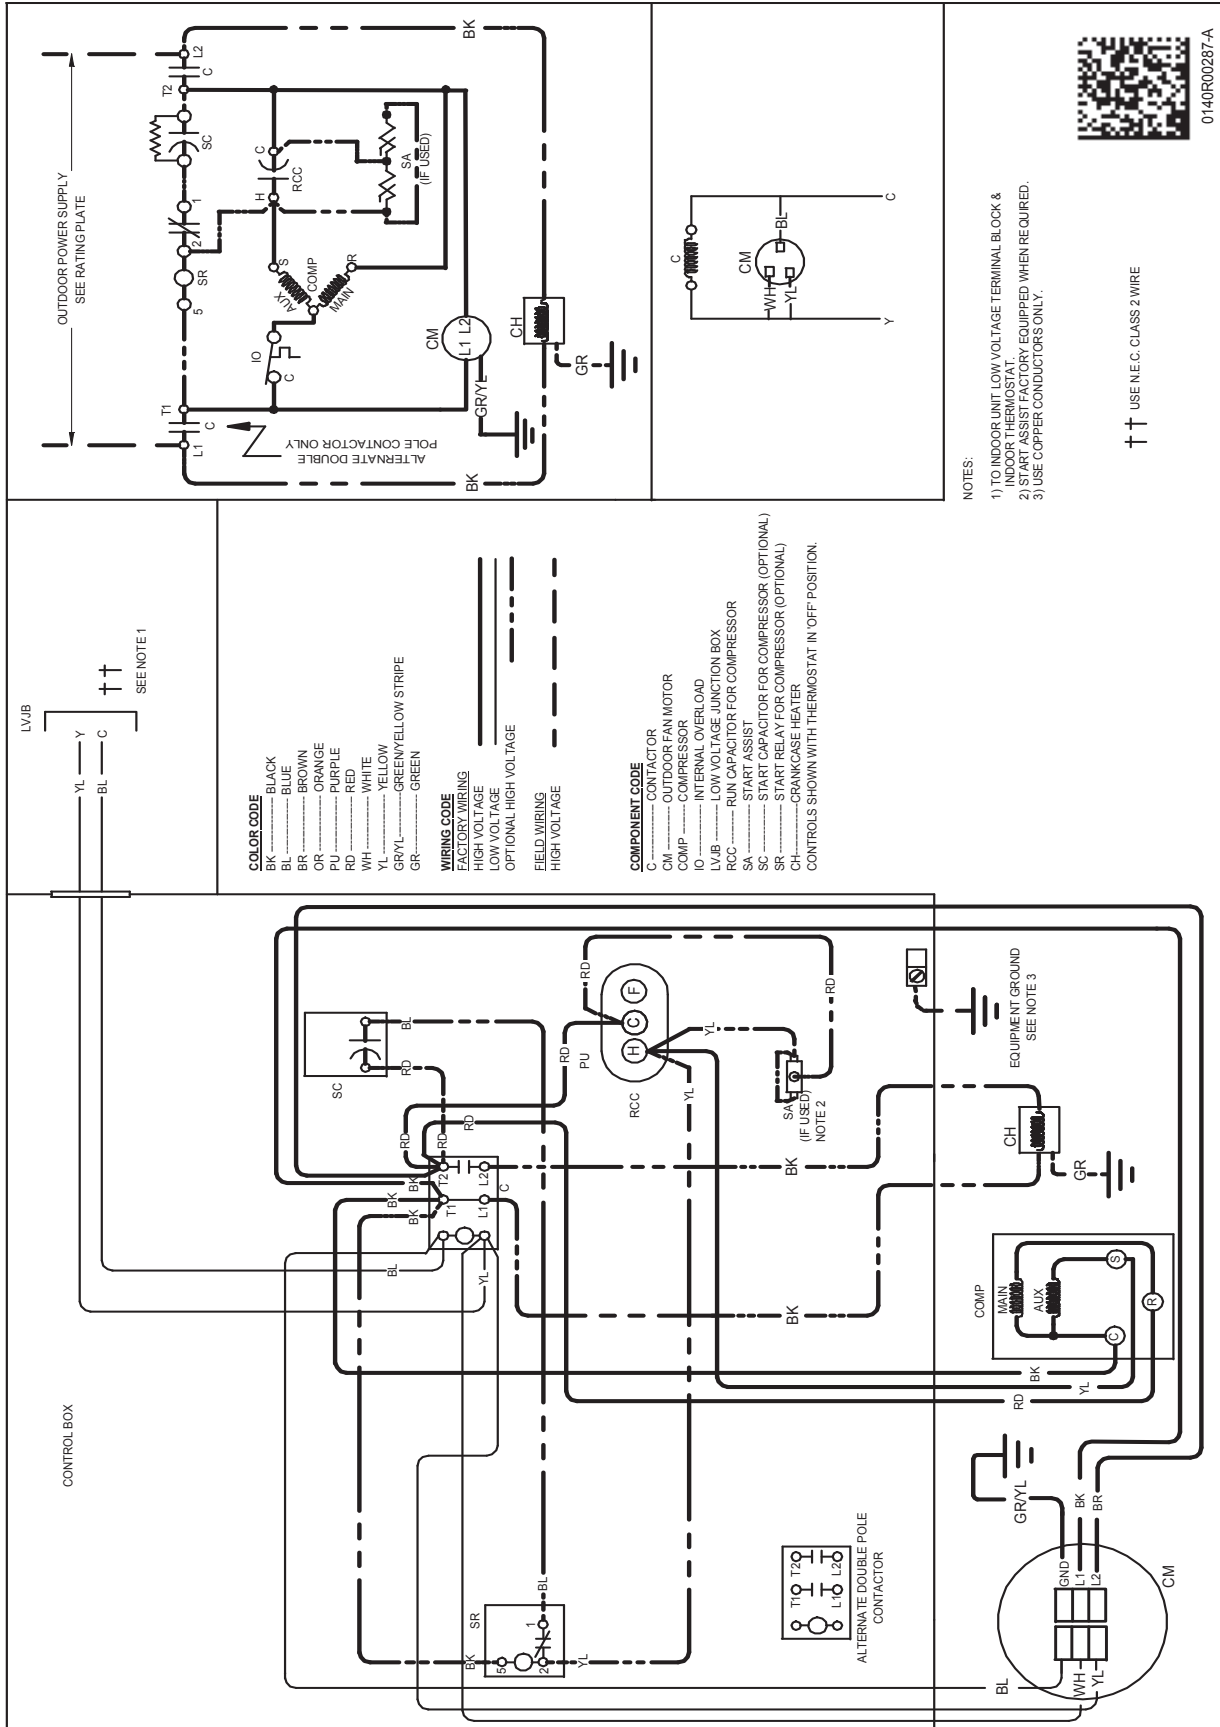 CONTROL BOX
LVJB
YL
Y
BL
C
SEE NOTE 1
COLOR CODE
BK ---------- BLACK
BL ---------- BLUE
BR ---------- BROWN
OR ---------- ORANGE
PU ---------- PURPLE
RD ---------- RED
WH ---------- WHITE
YL ---------- YELLOW
GR/YL ---------- GREEN/YELLOW STRIPE
GR ---------- GREEN
WIRING CODE
FACTORY WIRING
HIGH VOLTAGE
LOW VOLTAGE
OPTIONAL HIGH VOLTAGE
FIELD WIRING
HIGH VOLTAGE
COMPONENT CODE
C ---------- CONTACTOR
CM ---------- OUTDOOR FAN MOTOR
COMP ---------- COMPRESSOR
IO ---------- INTERNAL OVERLOAD
LVJB ---------- LOW VOLTAGE JUNCTION BOX
RCC ---------- RUN CAPACITOR FOR COMPRESSOR
SA ---------- START ASSIST
SC ---------- START CAPACITOR FOR COMPRESSOR (OPTIONAL)
SR ---------- START RELAY FOR COMPRESSOR (OPTIONAL)
CH ---------- CRANKCASE HEATER
CONTROLS SHOWN WITH THERMOSTAT IN 'OFF' POSITION.
OUTDOOR POWER SUPPLY
SEE RATING PLATE
L1
C
T1
5
SR
2
1
SC
T2
C
L2
ALTERNATE DOUBLE
POLE CONTACTOR ONLY
C
IO
AUX
S
COMP
MAIN
R
H
C
RCC
SA
(IF USED)
CM
L1 L2
GR/YL
BK
BK
CH
GR
C
CM
WH
YL
BL
Y
C
NOTES:
1) TO INDOOR UNIT LOW VOLTAGE TERMINAL BLOCK &
INDOOR THERMOSTAT.
2) START ASSIST FACTORY EQUIPPED WHEN REQUIRED.
3) USE COPPER CONDUCTORS ONLY.
†† USE N.E.C. CLASS 2 WIRE
0140R00287-A
SC
RD
BL
SR
5
2
1
BK
YL
BL
BK
BK
BK
RD
RD
RD
T1
T2
L1
L2
C
BL
YL
RD
PU
RD
RCC
H
C
F
YL
YL
RD
SA
(IF USED)
NOTE 2
BK
BK
CH
GR
EQUIPMENT GROUND
SEE NOTE 3
COMP
MAIN
AUX
C
S
R
BK
YL
RD
ALTERNATE DOUBLE POLE
CONTACTOR
T1
T2
L1
L2
GR/YL
BK
BR
GND
L1
L2
CM
BL
WH
YL